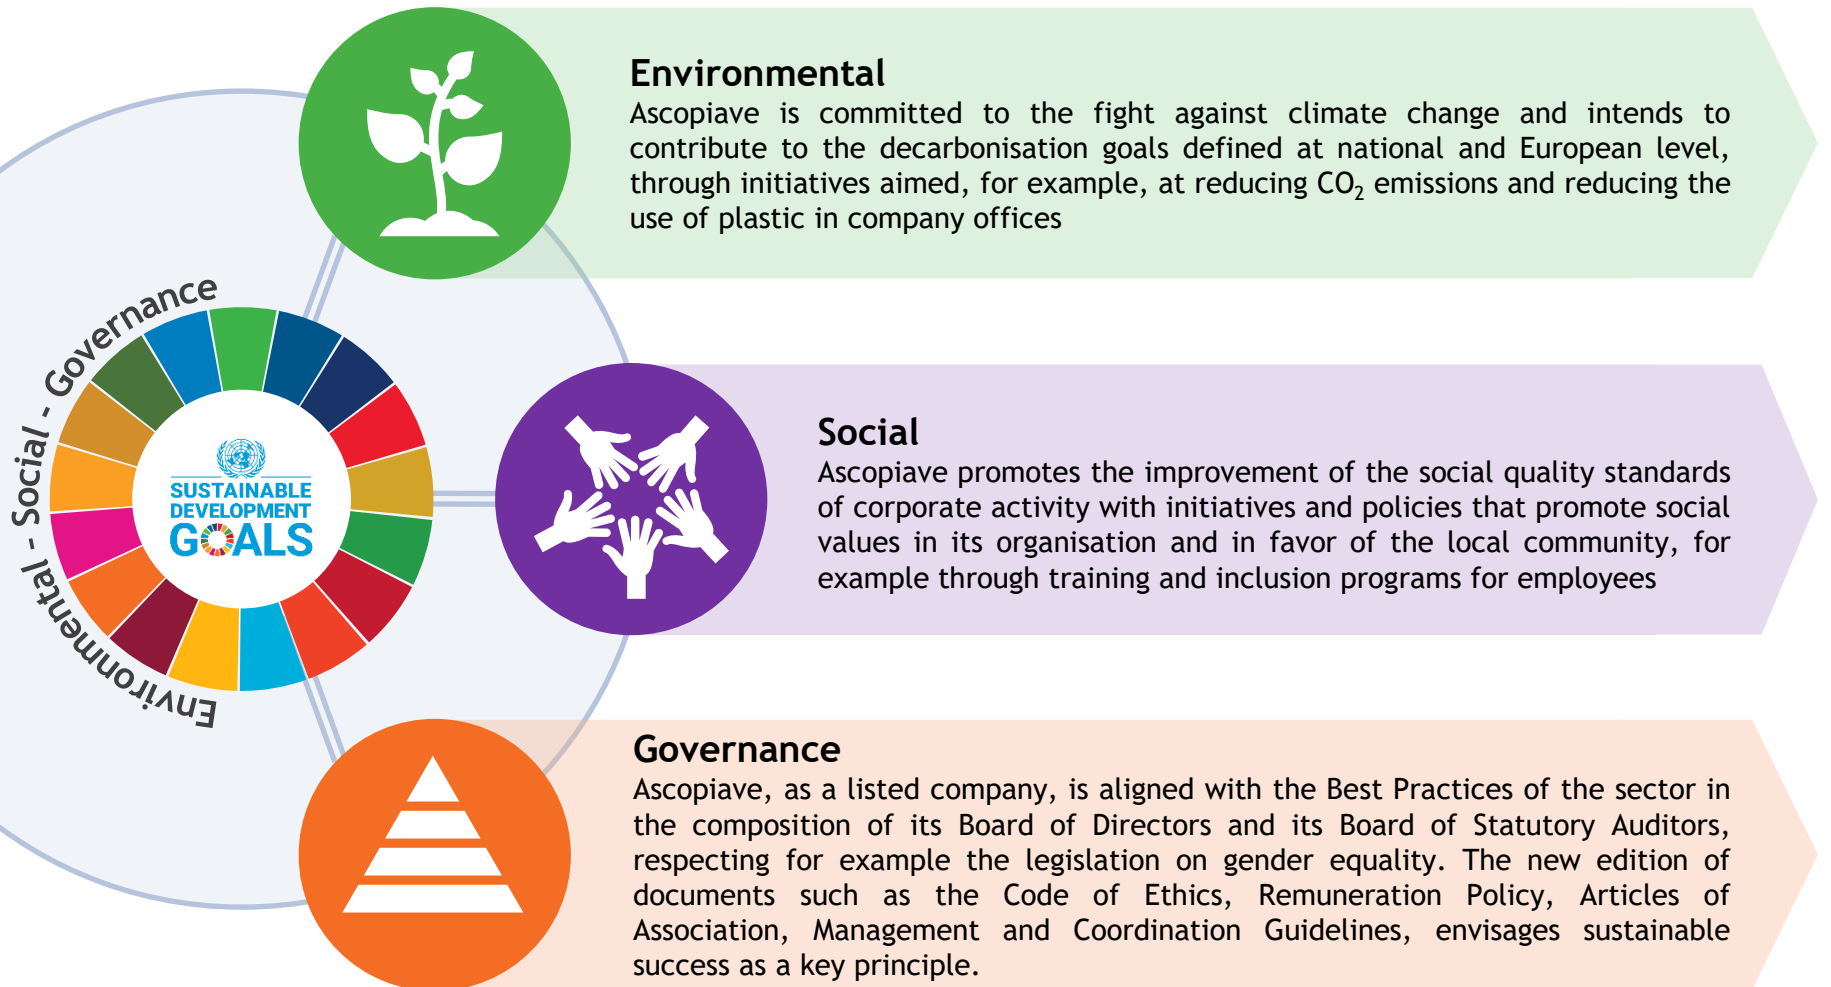 Environmental
Ascopiave is committed to the fight against climate change and intends to
contribute to the decarbonisation goals defined at national and European level,
through initiatives aimed, for example, at reducing CO₂ emissions and reducing the
use of plastic in company offices
Environmental - Social - Governance
SUSTAINABLE
DEVELOPMENT
GOALS
Social
Ascopiave promotes the improvement of the social quality standards
of corporate activity with initiatives and policies that promote social
values in its organisation and in favor of the local community, for
example through training and inclusion programs for employees
Governance
Ascopiave, as a listed company, is aligned with the Best Practices of the sector in
the composition of its Board of Directors and its Board of Statutory Auditors,
respecting for example the legislation on gender equality. The new edition of
documents such as the Code of Ethics, Remuneration Policy, Articles of
Association, Management and Coordination Guidelines, envisages sustainable
success as a key principle.